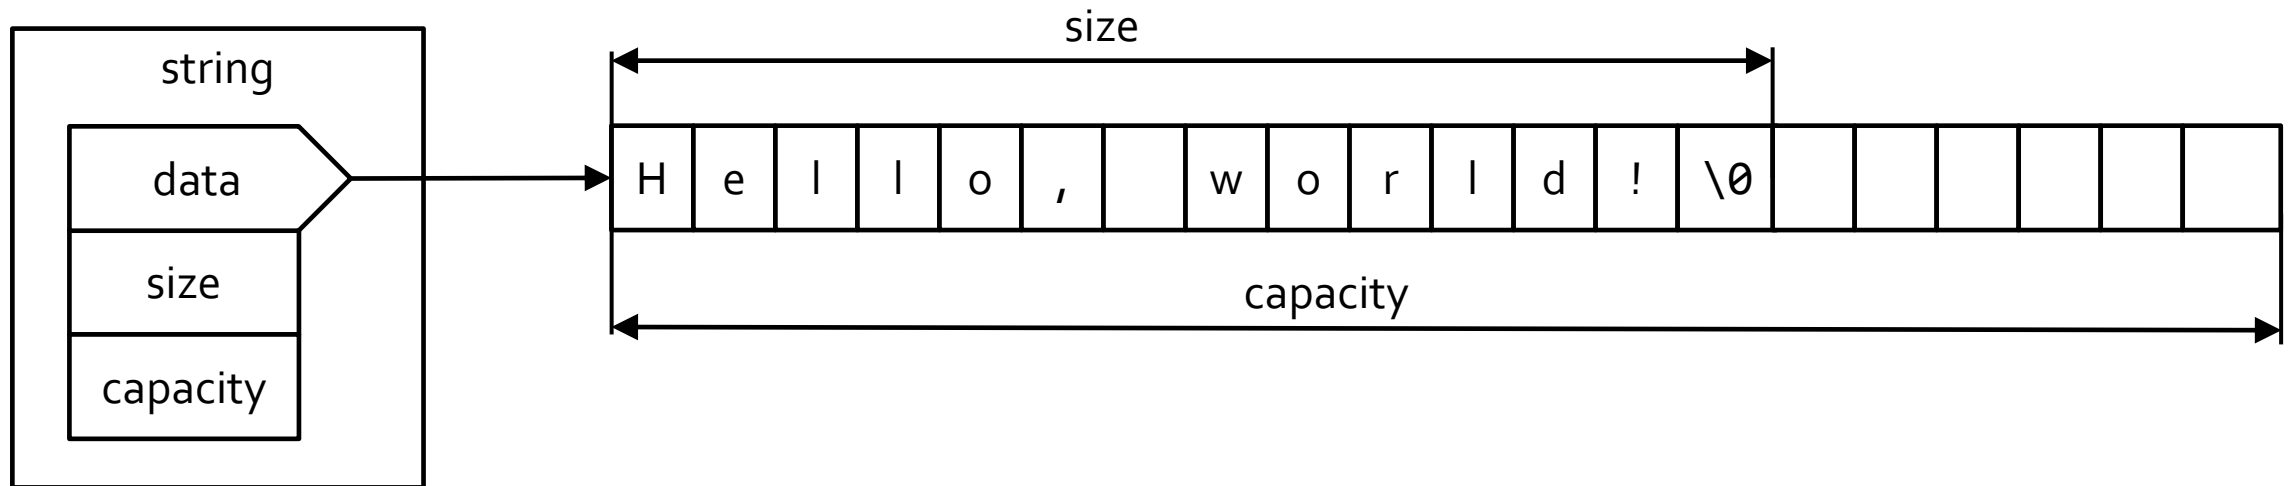 size
string
data
H e l l o , w o r l d ! \0
size
capacity
capacity